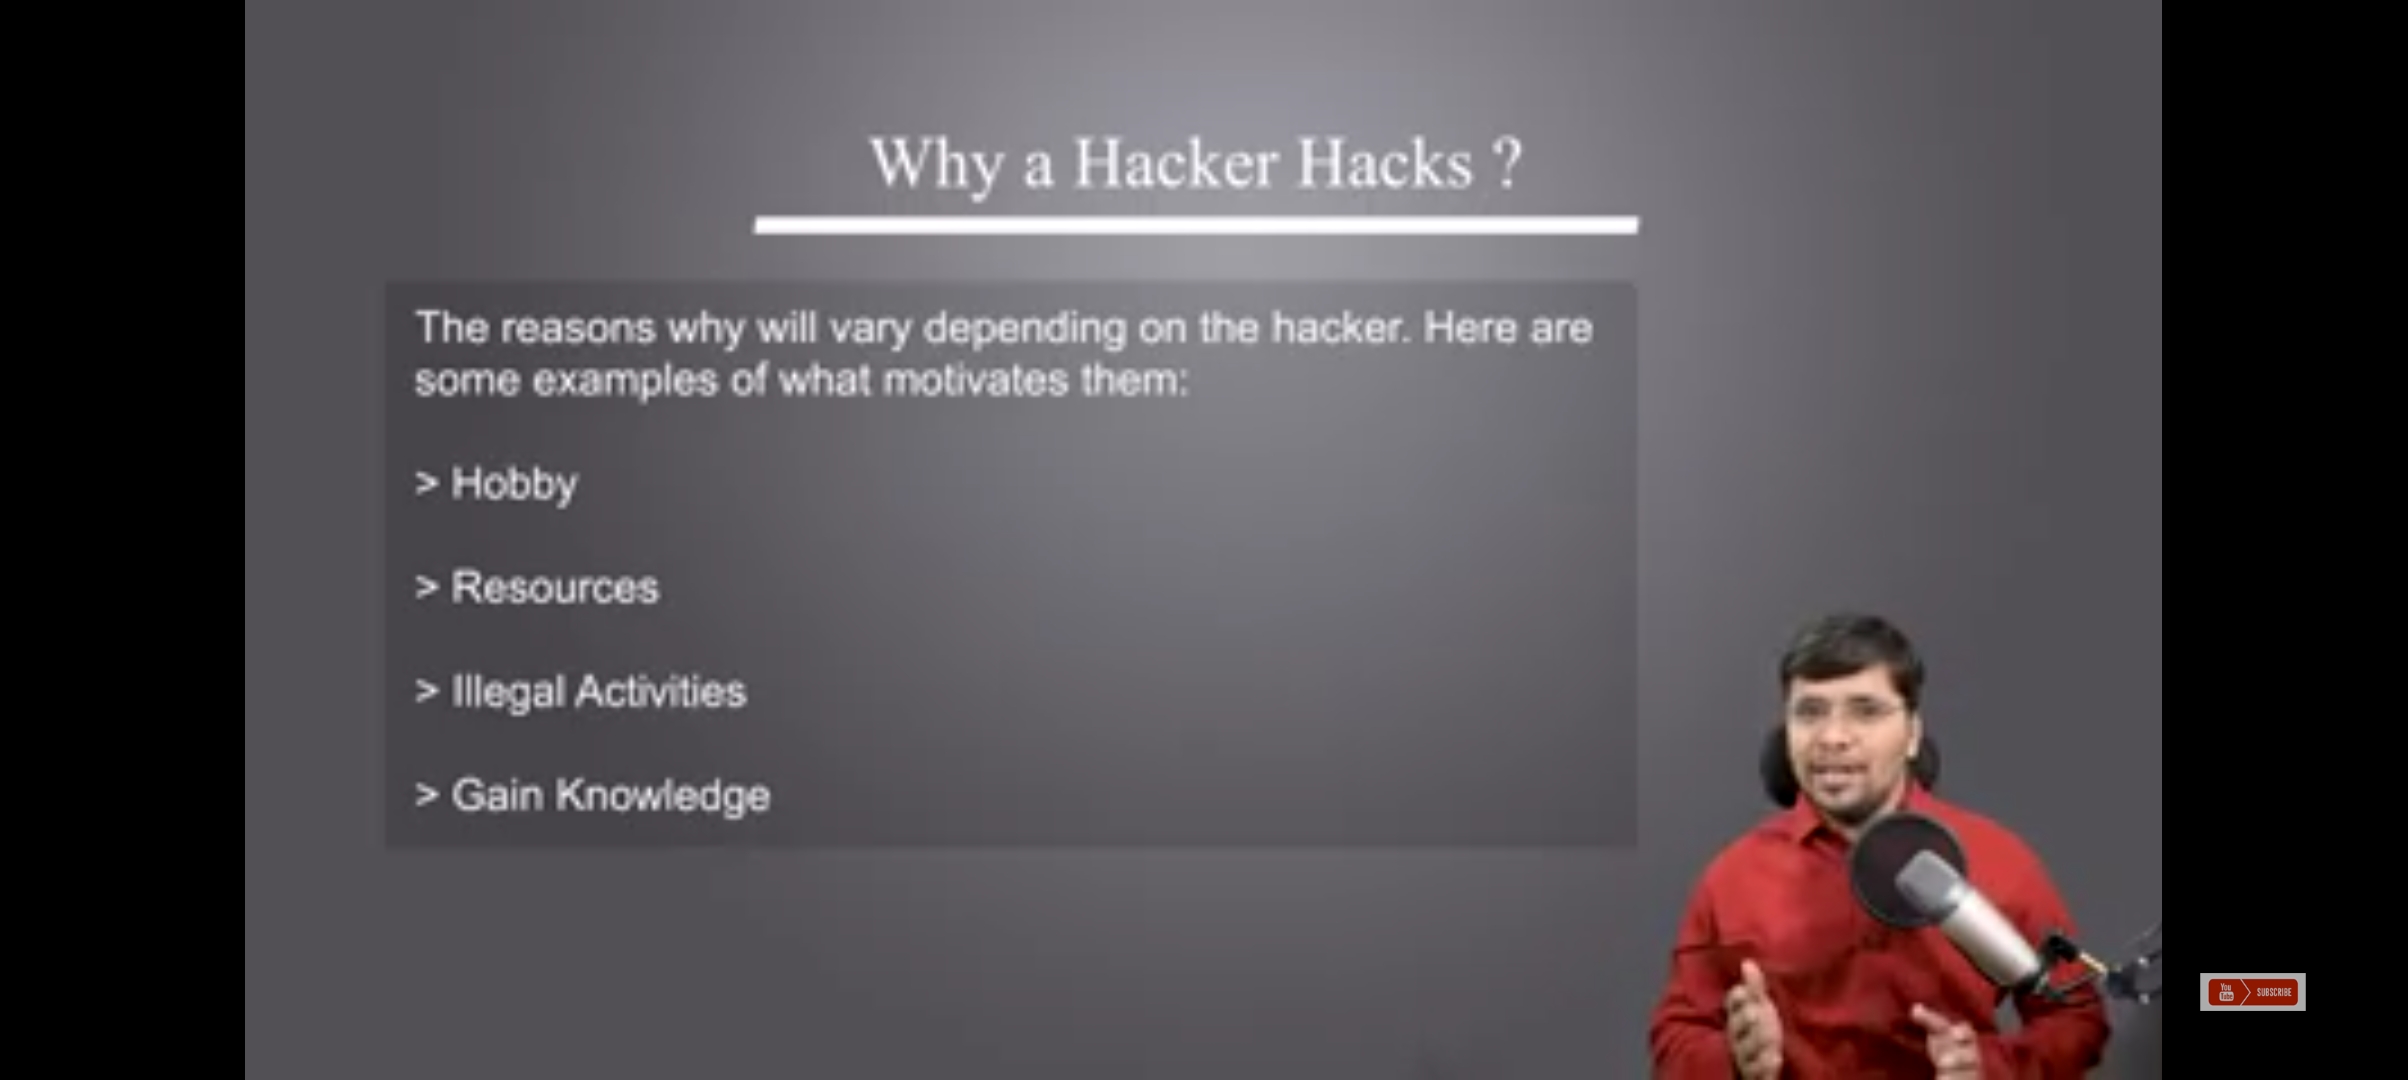 Why a Hacker Hacks ?
The reasons why will vary depending on the hacker. Here are
some examples of what motivates them:
> Hobby
> Resources
> Illegal Activities
> Gain Knowledge
You
Tube
SUBSCRIBE